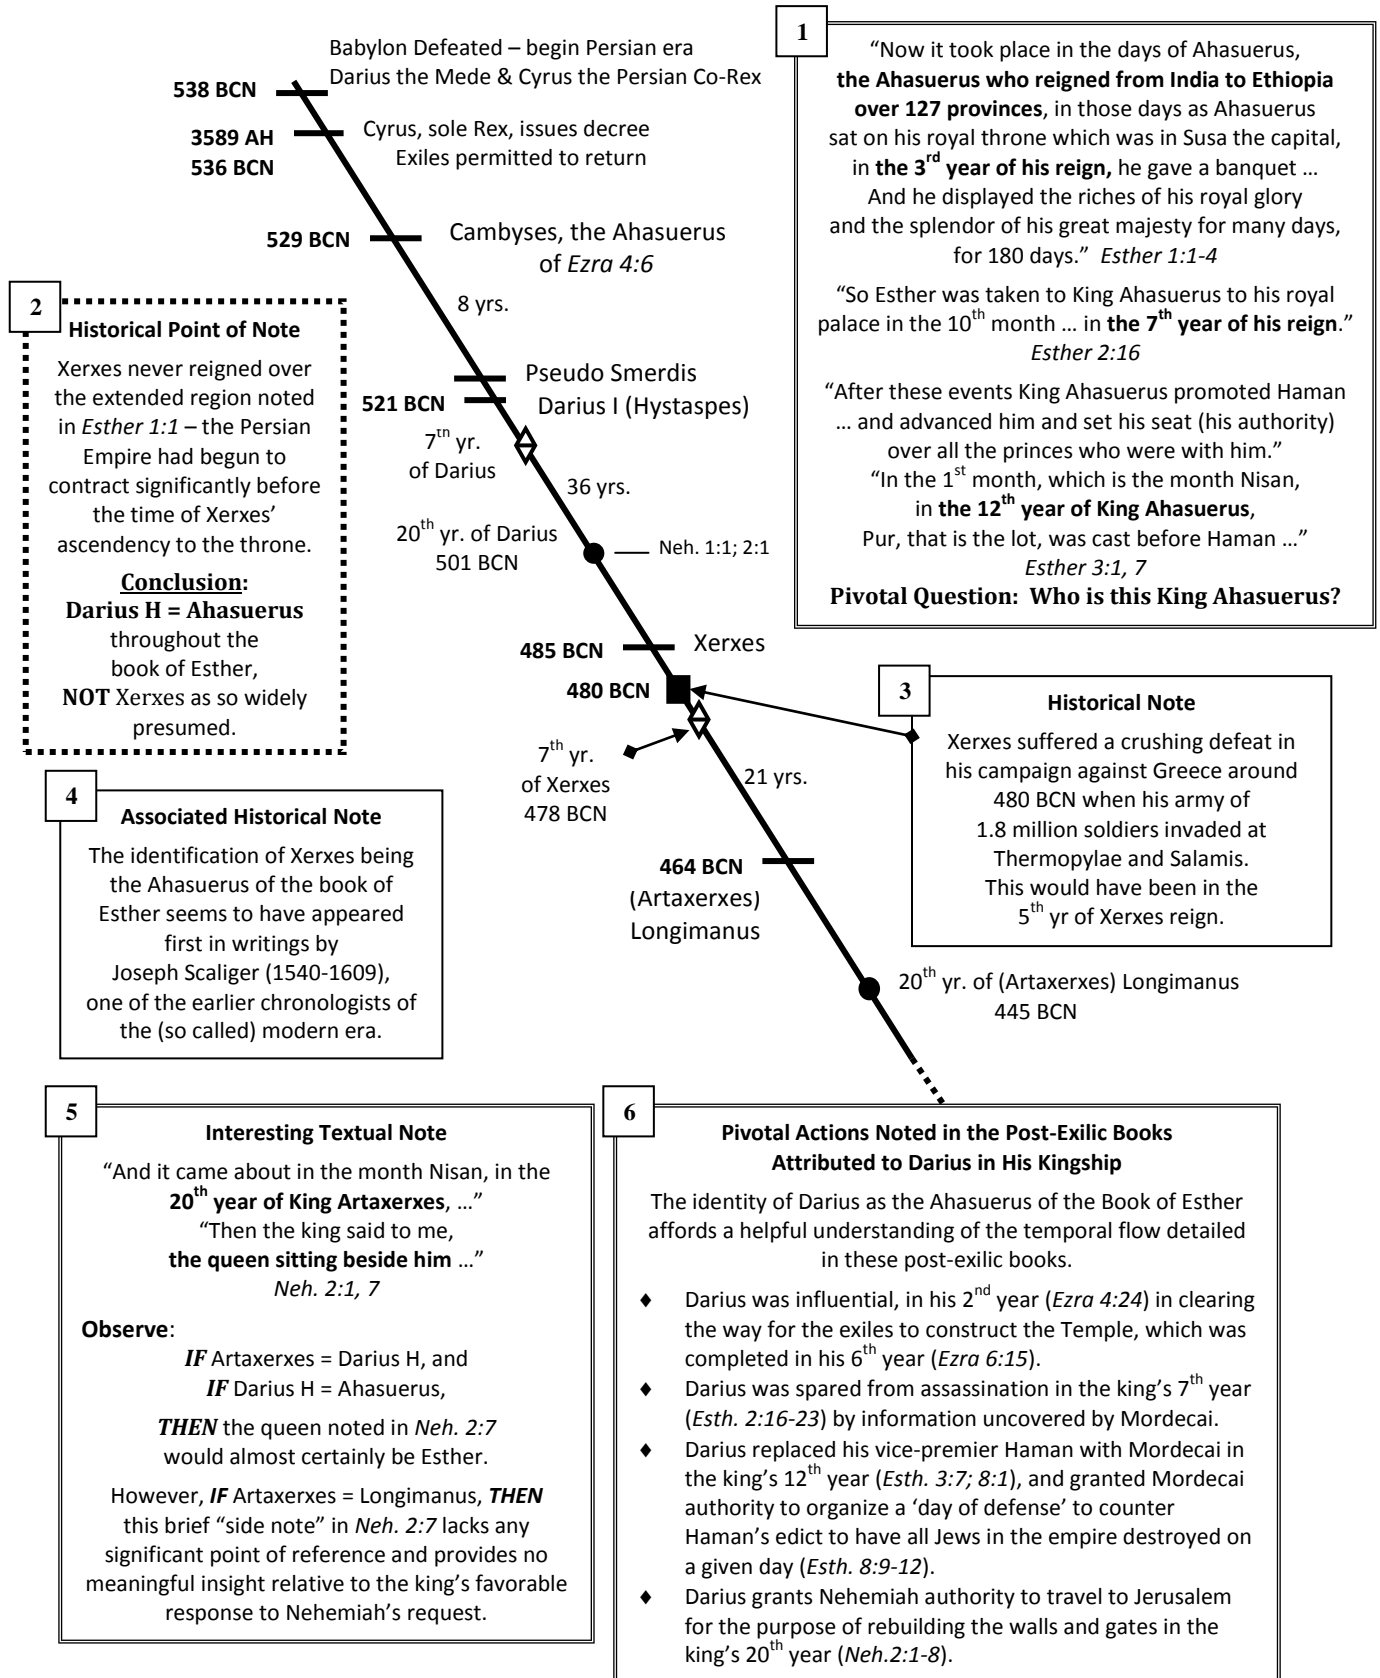 Babylon Defeated – begin Persian era
Darius the Mede & Cyrus the Persian Co-Rex
538 BCN
3589 AH
536 BCN
Cyrus, sole Rex, issues decree
Exiles permitted to return
529 BCN
Cambyses, the Ahasuerus
of Ezra 4:6
8 yrs.
Pseudo Smerdis
521 BCN
Darius I (Hystaspes)
7th yr.
of Darius
36 yrs.
20th yr. of Darius
501 BCN
Neh. 1:1; 2:1
485 BCN
Xerxes
480 BCN
7th yr.
of Xerxes
478 BCN
21 yrs.
464 BCN
(Artaxerxes)
Longimanus
20th yr. of (Artaxerxes) Longimanus
445 BCN
1
“Now it took place in the days of Ahasuerus,
the Ahasuerus who reigned from India to Ethiopia
over 127 provinces, in those days as Ahasuerus
sat on his royal throne which was in Susa the capital,
in the 3rd year of his reign, he gave a banquet …
And he displayed the riches of his royal glory
and the splendor of his great majesty for many days,
for 180 days.” Esther 1:1-4
“So Esther was taken to King Ahasuerus to his royal
palace in the 10th month … in the 7th year of his reign.”
Esther 2:16
“After these events King Ahasuerus promoted Haman
… and advanced him and set his seat (his authority)
over all the princes who were with him.”
“In the 1st month, which is the month Nisan,
in the 12th year of King Ahasuerus,
Pur, that is the lot, was cast before Haman …”
Esther 3:1, 7
Pivotal Question: Who is this King Ahasuerus?
2
Historical Point of Note
Xerxes never reigned over
the extended region noted
in Esther 1:1 – the Persian
Empire had begun to
contract significantly before
the time of Xerxes’
ascendency to the throne.
Conclusion:
Darius H = Ahasuerus
throughout the
book of Esther,
NOT Xerxes as so widely
presumed.
3
Historical Note
Xerxes suffered a crushing defeat in
his campaign against Greece around
480 BCN when his army of
1.8 million soldiers invaded at
Thermopylae and Salamis.
This would have been in the
5th yr of Xerxes reign.
4
Associated Historical Note
The identification of Xerxes being
the Ahasuerus of the book of
Esther seems to have appeared
first in writings by
Joseph Scaliger (1540-1609),
one of the earlier chronologists of
the (so called) modern era.
5
Interesting Textual Note
“And it came about in the month Nisan, in the
20th year of King Artaxerxes, …”
“Then the king said to me,
the queen sitting beside him …”
Neh. 2:1, 7
Observe:
IF Artaxerxes = Darius H, and
IF Darius H = Ahasuerus,
THEN the queen noted in Neh. 2:7
would almost certainly be Esther.
However, IF Artaxerxes = Longimanus, THEN
this brief “side note” in Neh. 2:7 lacks any
significant point of reference and provides no
meaningful insight relative to the king’s favorable
response to Nehemiah’s request.
6
Pivotal Actions Noted in the Post-Exilic Books
Attributed to Darius in His Kingship
The identity of Darius as the Ahasuerus of the Book of Esther
affords a helpful understanding of the temporal flow detailed
in these post-exilic books.
♦ Darius was influential, in his 2nd year (Ezra 4:24) in clearing
the way for the exiles to construct the Temple, which was
completed in his 6th year (Ezra 6:15).
♦ Darius was spared from assassination in the king’s 7th year
(Esth. 2:16-23) by information uncovered by Mordecai.
♦ Darius replaced his vice-premier Haman with Mordecai in
the king’s 12th year (Esth. 3:7; 8:1), and granted Mordecai
authority to organize a ‘day of defense’ to counter
Haman’s edict to have all Jews in the empire destroyed on
a given day (Esth. 8:9-12).
♦ Darius grants Nehemiah authority to travel to Jerusalem
for the purpose of rebuilding the walls and gates in the
king’s 20th year (Neh.2:1-8).